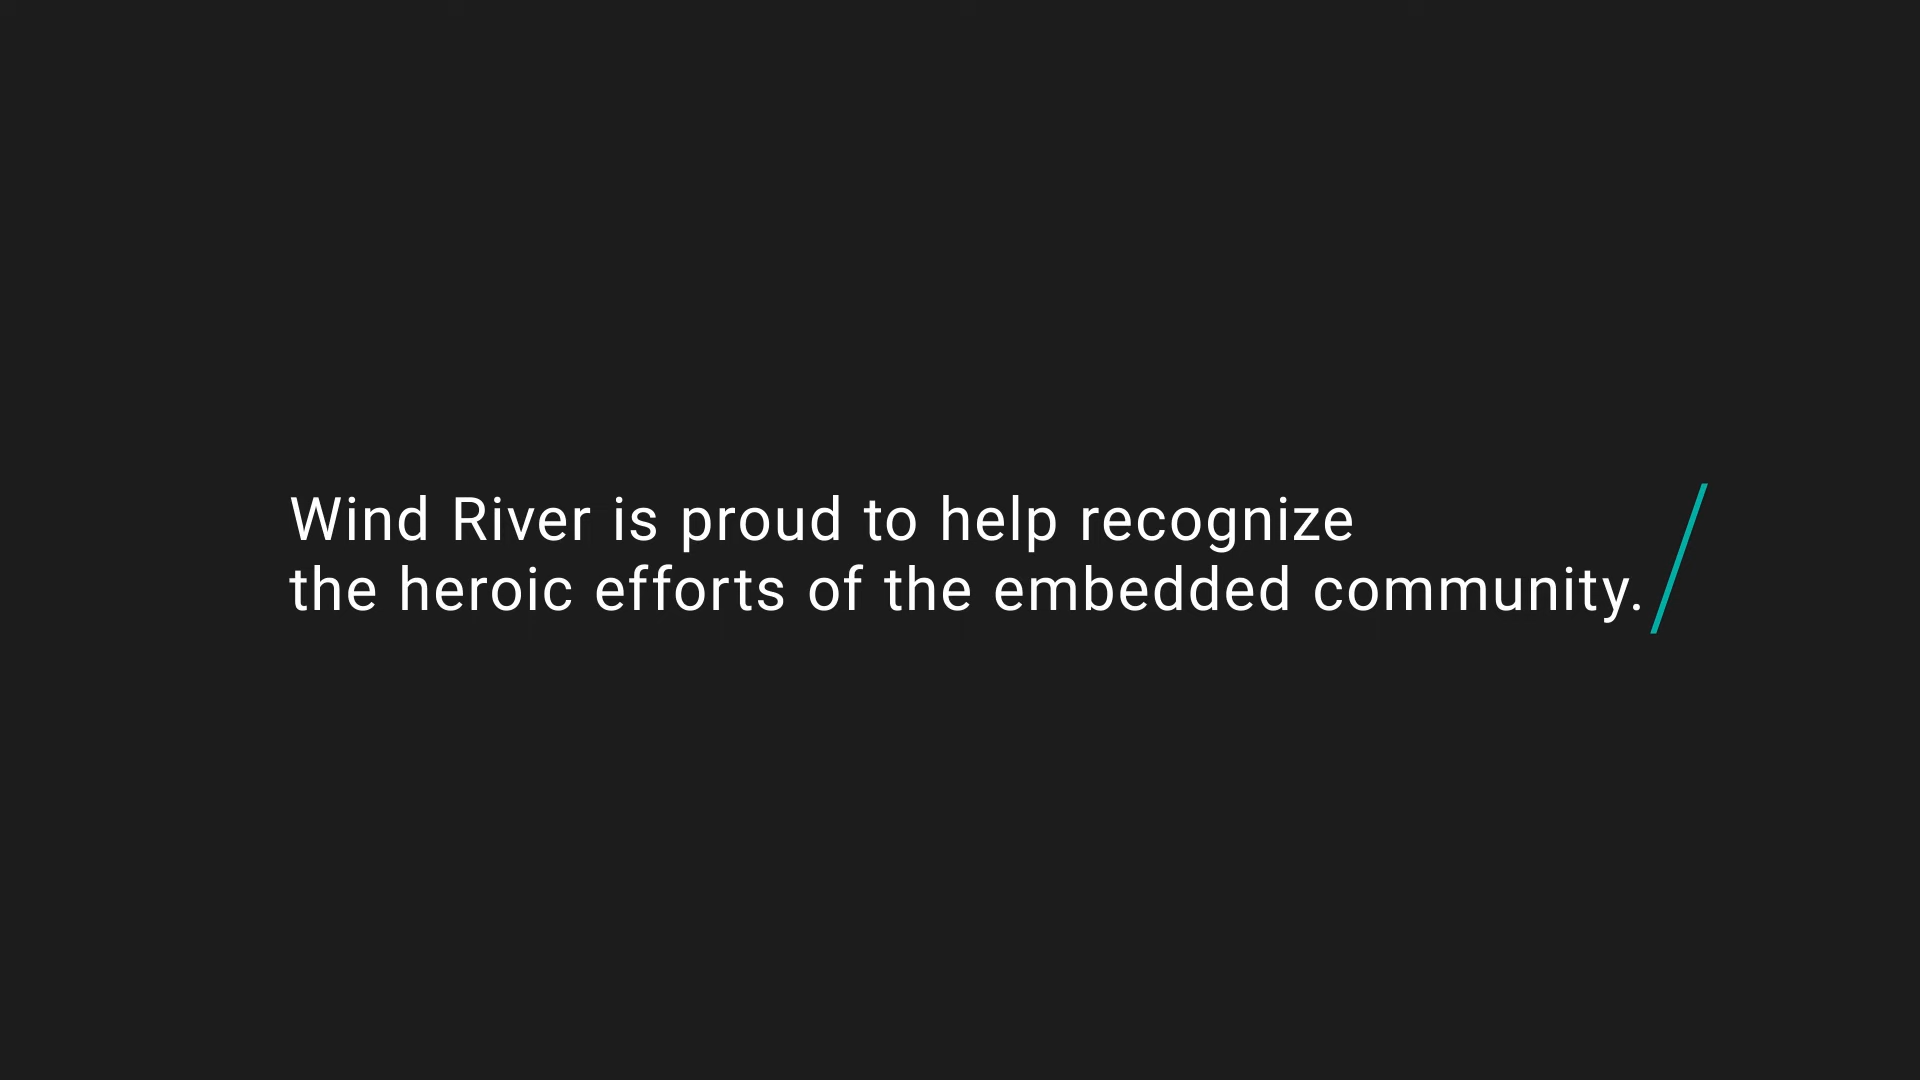 Wind River is proud to help recognize
the heroic efforts of the embedded community.